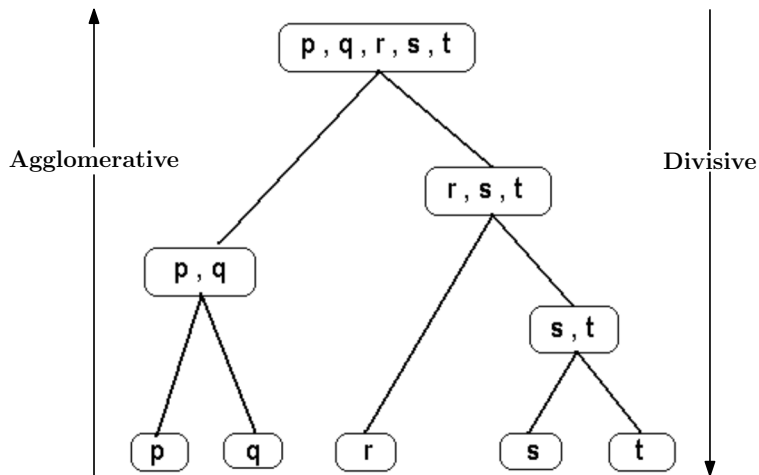 p , q , r , s , t
Agglomerative
Divisive
r , s , t
p , q
s , t
p
q
r
s
t